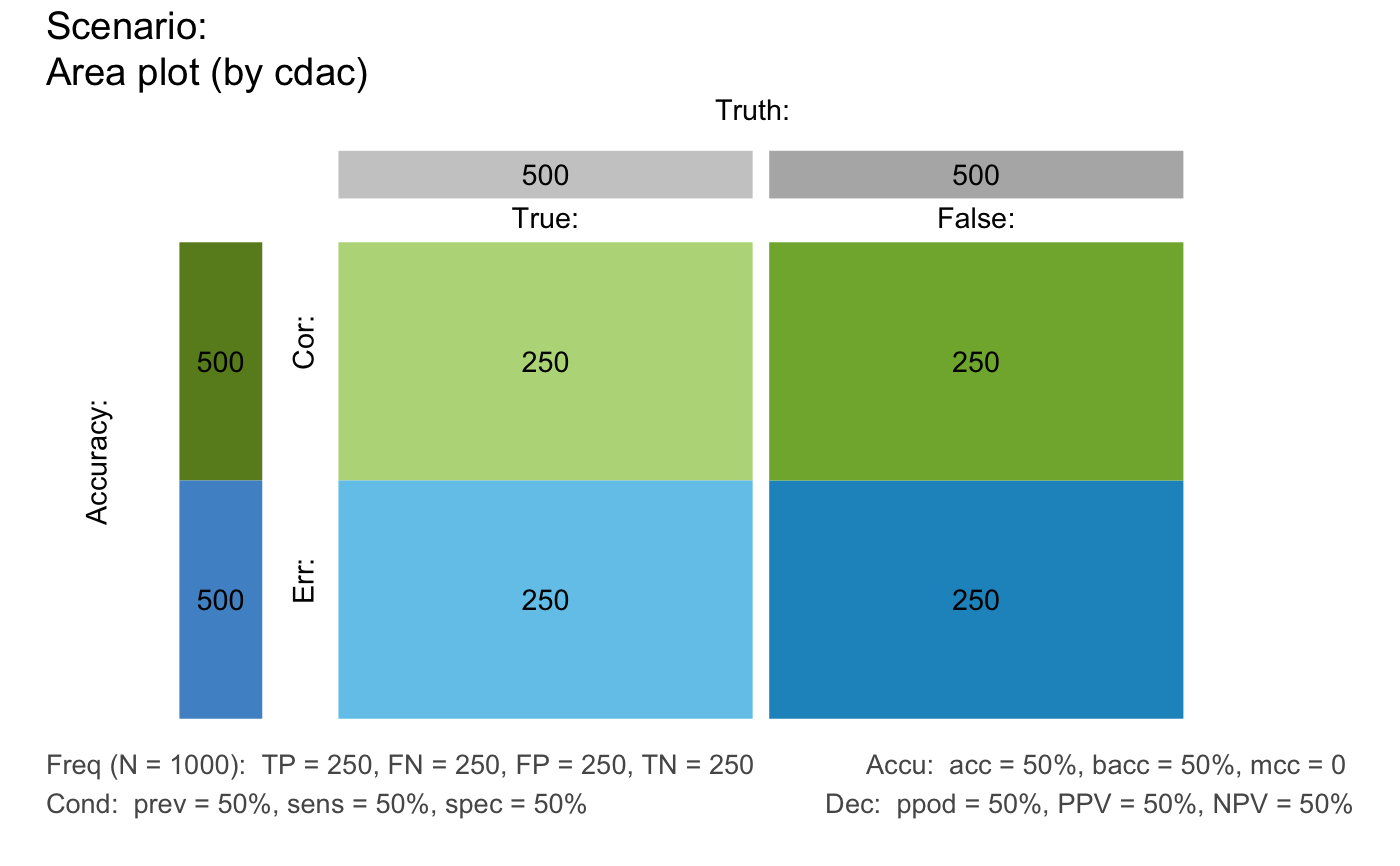 Scenario:
Area plot (by cdac)
Truth:
500 500
True: False:
Accuracy:
500 Cor: 250 250
500 Err: 250 250
Freq (N = 1000):  TP = 250, FN = 250, FP = 250, TN = 250 Accu:  acc = 50%, bacc = 50%, mcc = 0
Cond:  prev = 50%, sens = 50%, spec = 50% Dec:  ppod = 50%, PPV = 50%, NPV = 50%